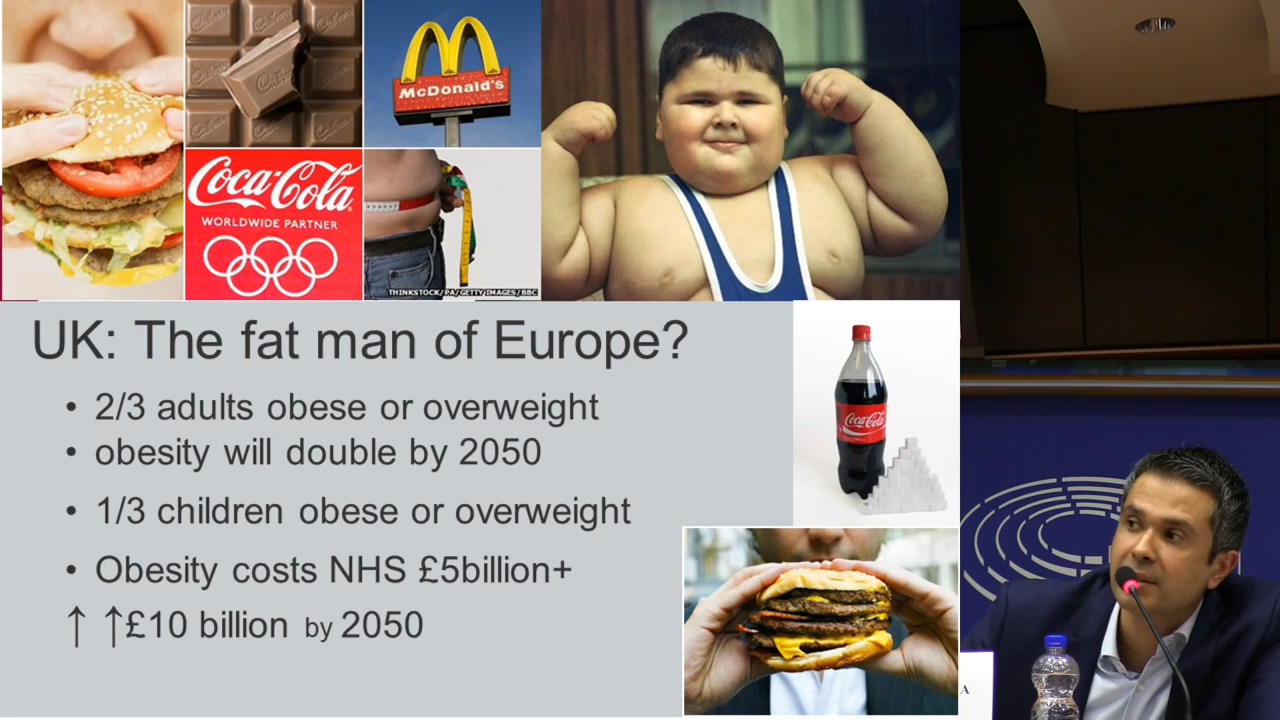 Cadbury
McDonald's
Coca-Cola
WORLDWIDE PARTNER
THINKSTOCK/PA/GETTY IMAGES/BBC
UK: The fat man of Europe?
• 2/3 adults obese or overweight
• obesity will double by 2050
• 1/3 children obese or overweight
• Obesity costs NHS £5billion+
↑ ↑£10 billion by 2050
Coca-Cola
A